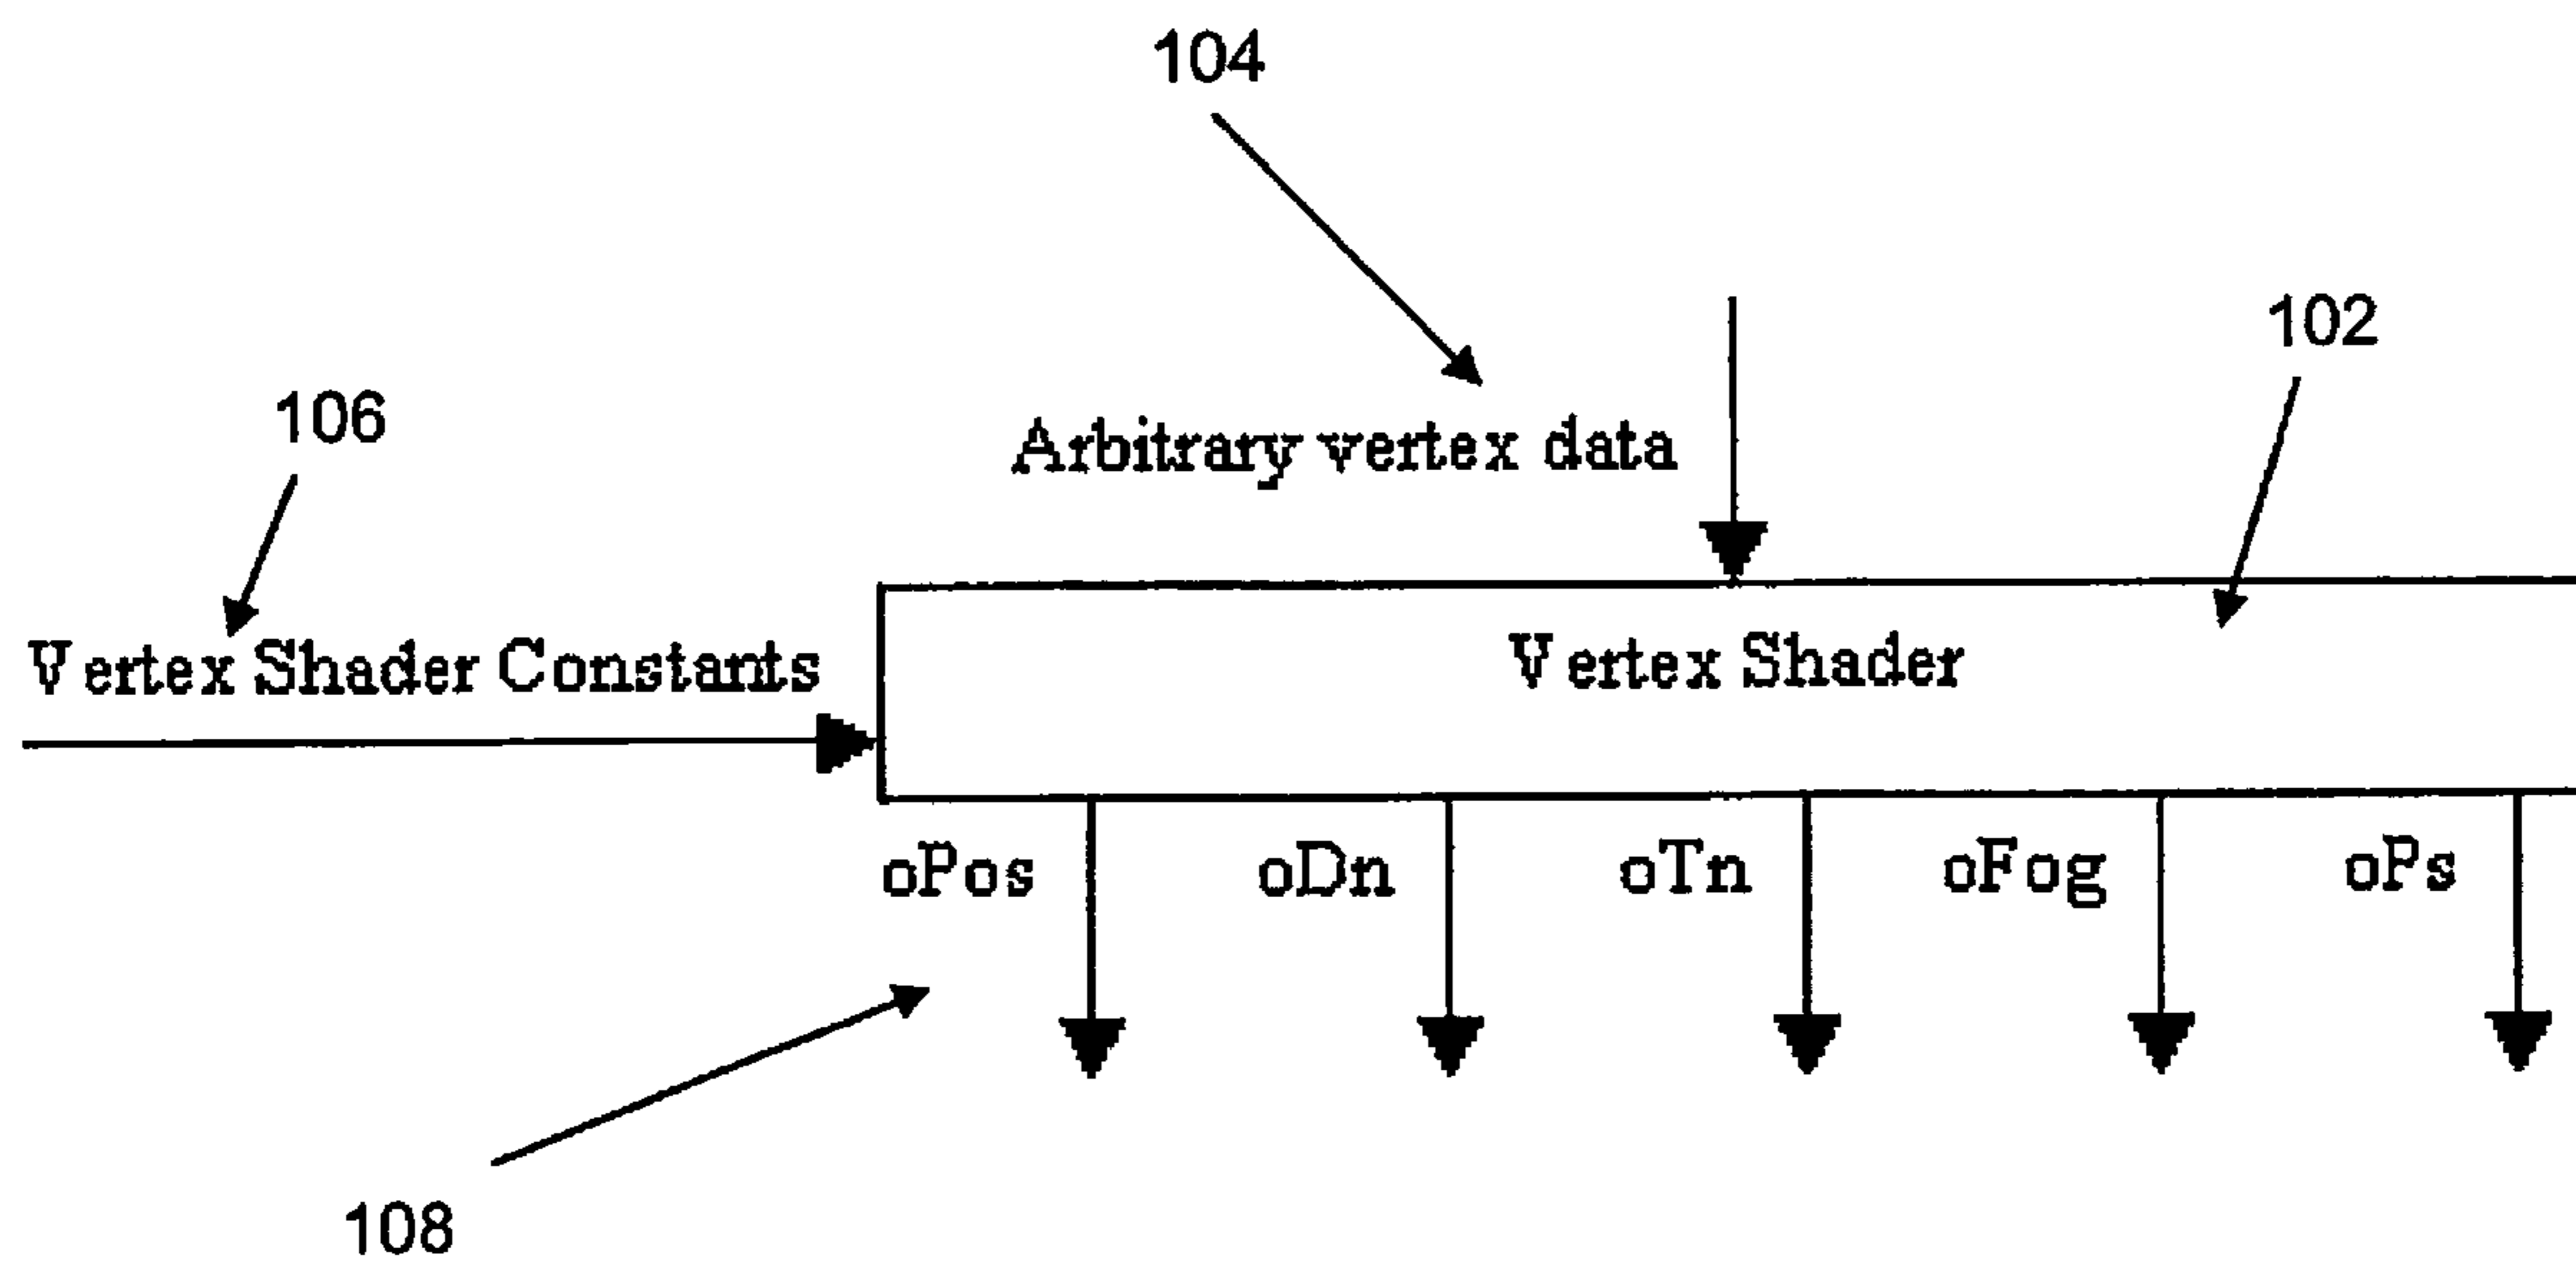 104
102
106
Arbitrary vertex data
Vertex Shader Constants
Vertex Shader
oPos oDn oTn oFog oPs
108